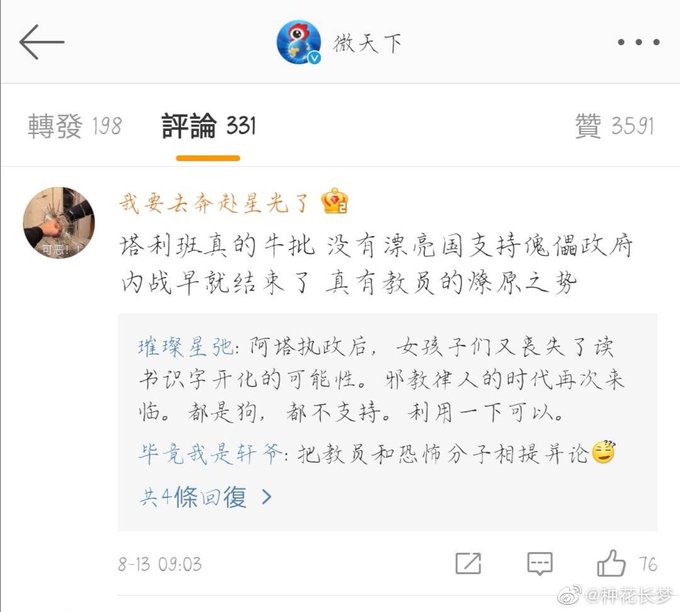 微天下
轉發 198 評論 331 贊 3591
我要去奔赴星光了 2
可恶！！
塔利班真的牛批 没有漂亮国支持傀儡政府
内战早就结束了 真有教员的燎原之势
璀璨星弛: 阿塔执政后，女孩子们又丧失了读
书识字开化的可能性。邪教律人的时代再次来
临。都是狗，都不支持。利用一下可以。
毕竟我是轩爷: 把教员和恐怖分子相提并论
共4條回復 >
8-13 09:03 76
@种花长梦